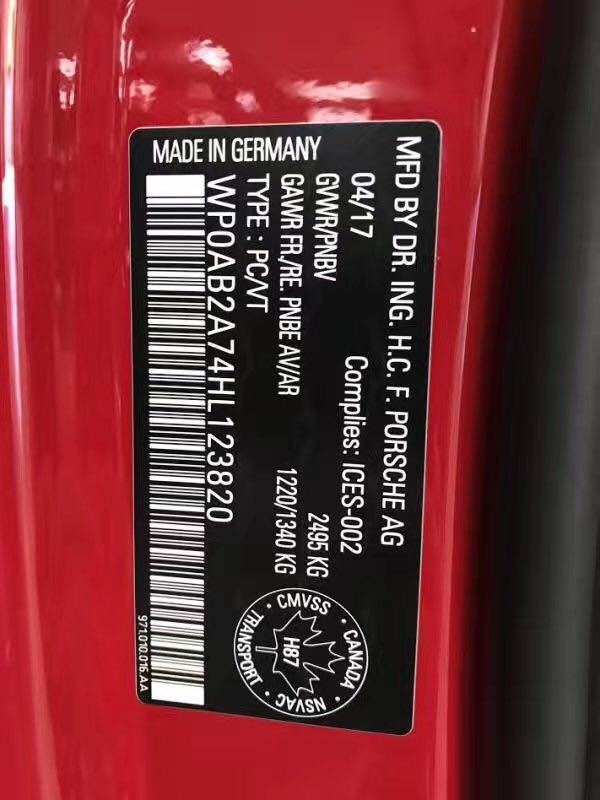 MFD BY DR. ING. H.C. F. PORSCHE AG
04/17 Complies: ICES-002
GVWR/PNBV 2495 KG
GAWR FR./RE. PNBE AV/AR 1220/1340 KG
TYPE : PC/VT
WP0AB2A74HL123820
MADE IN GERMANY
971.010.016.AA
CMVSS
CANADA
NSVAC
TRANSPORT
H87